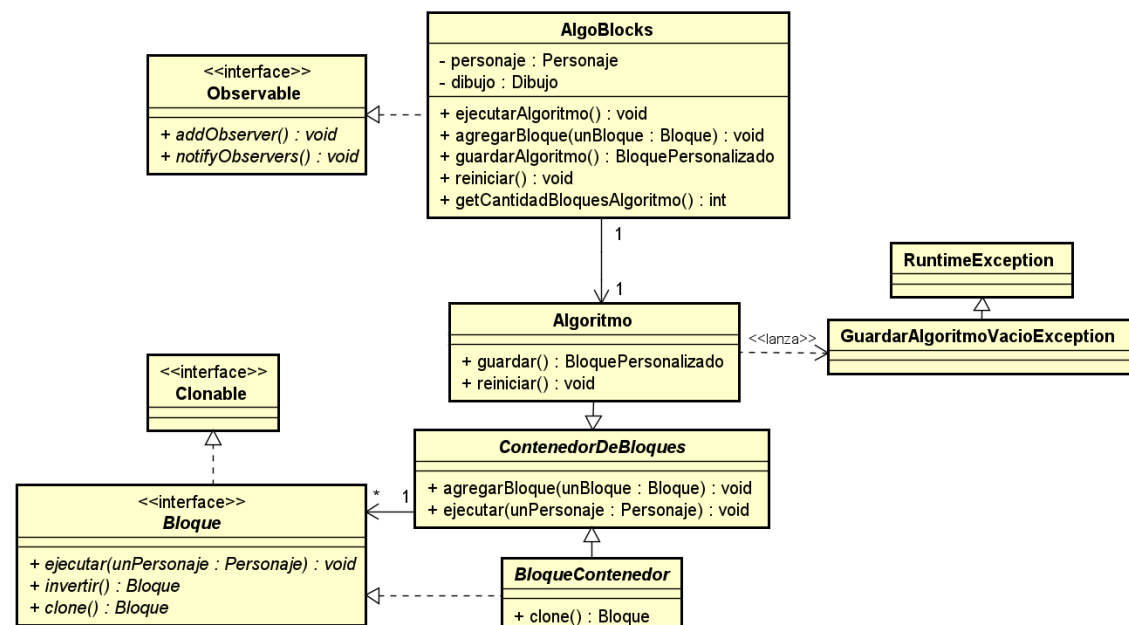 AlgoBlocks
- personaje : Personaje
- dibujo : Dibujo
+ ejecutarAlgoritmo() : void
+ agregarBloque(unBloque : Bloque) : void
+ guardarAlgoritmo() : BloquePersonalizado
+ reiniciar() : void
+ getCantidadBloquesAlgoritmo() : int
<<interface>>
Observable
+ addObserver() : void
+ notifyObservers() : void
1
1
RuntimeException
Algoritmo
+ guardar() : BloquePersonalizado
+ reiniciar() : void
<<lanza>>
GuardarAlgoritmoVacioException
<<interface>>
Clonable
ContenedorDeBloques
+ agregarBloque(unBloque : Bloque) : void
+ ejecutar(unPersonaje : Personaje) : void
* 1
<<interface>>
Bloque
+ ejecutar(unPersonaje : Personaje) : void
+ invertir() : Bloque
+ clone() : Bloque
BloqueContenedor
+ clone() : Bloque